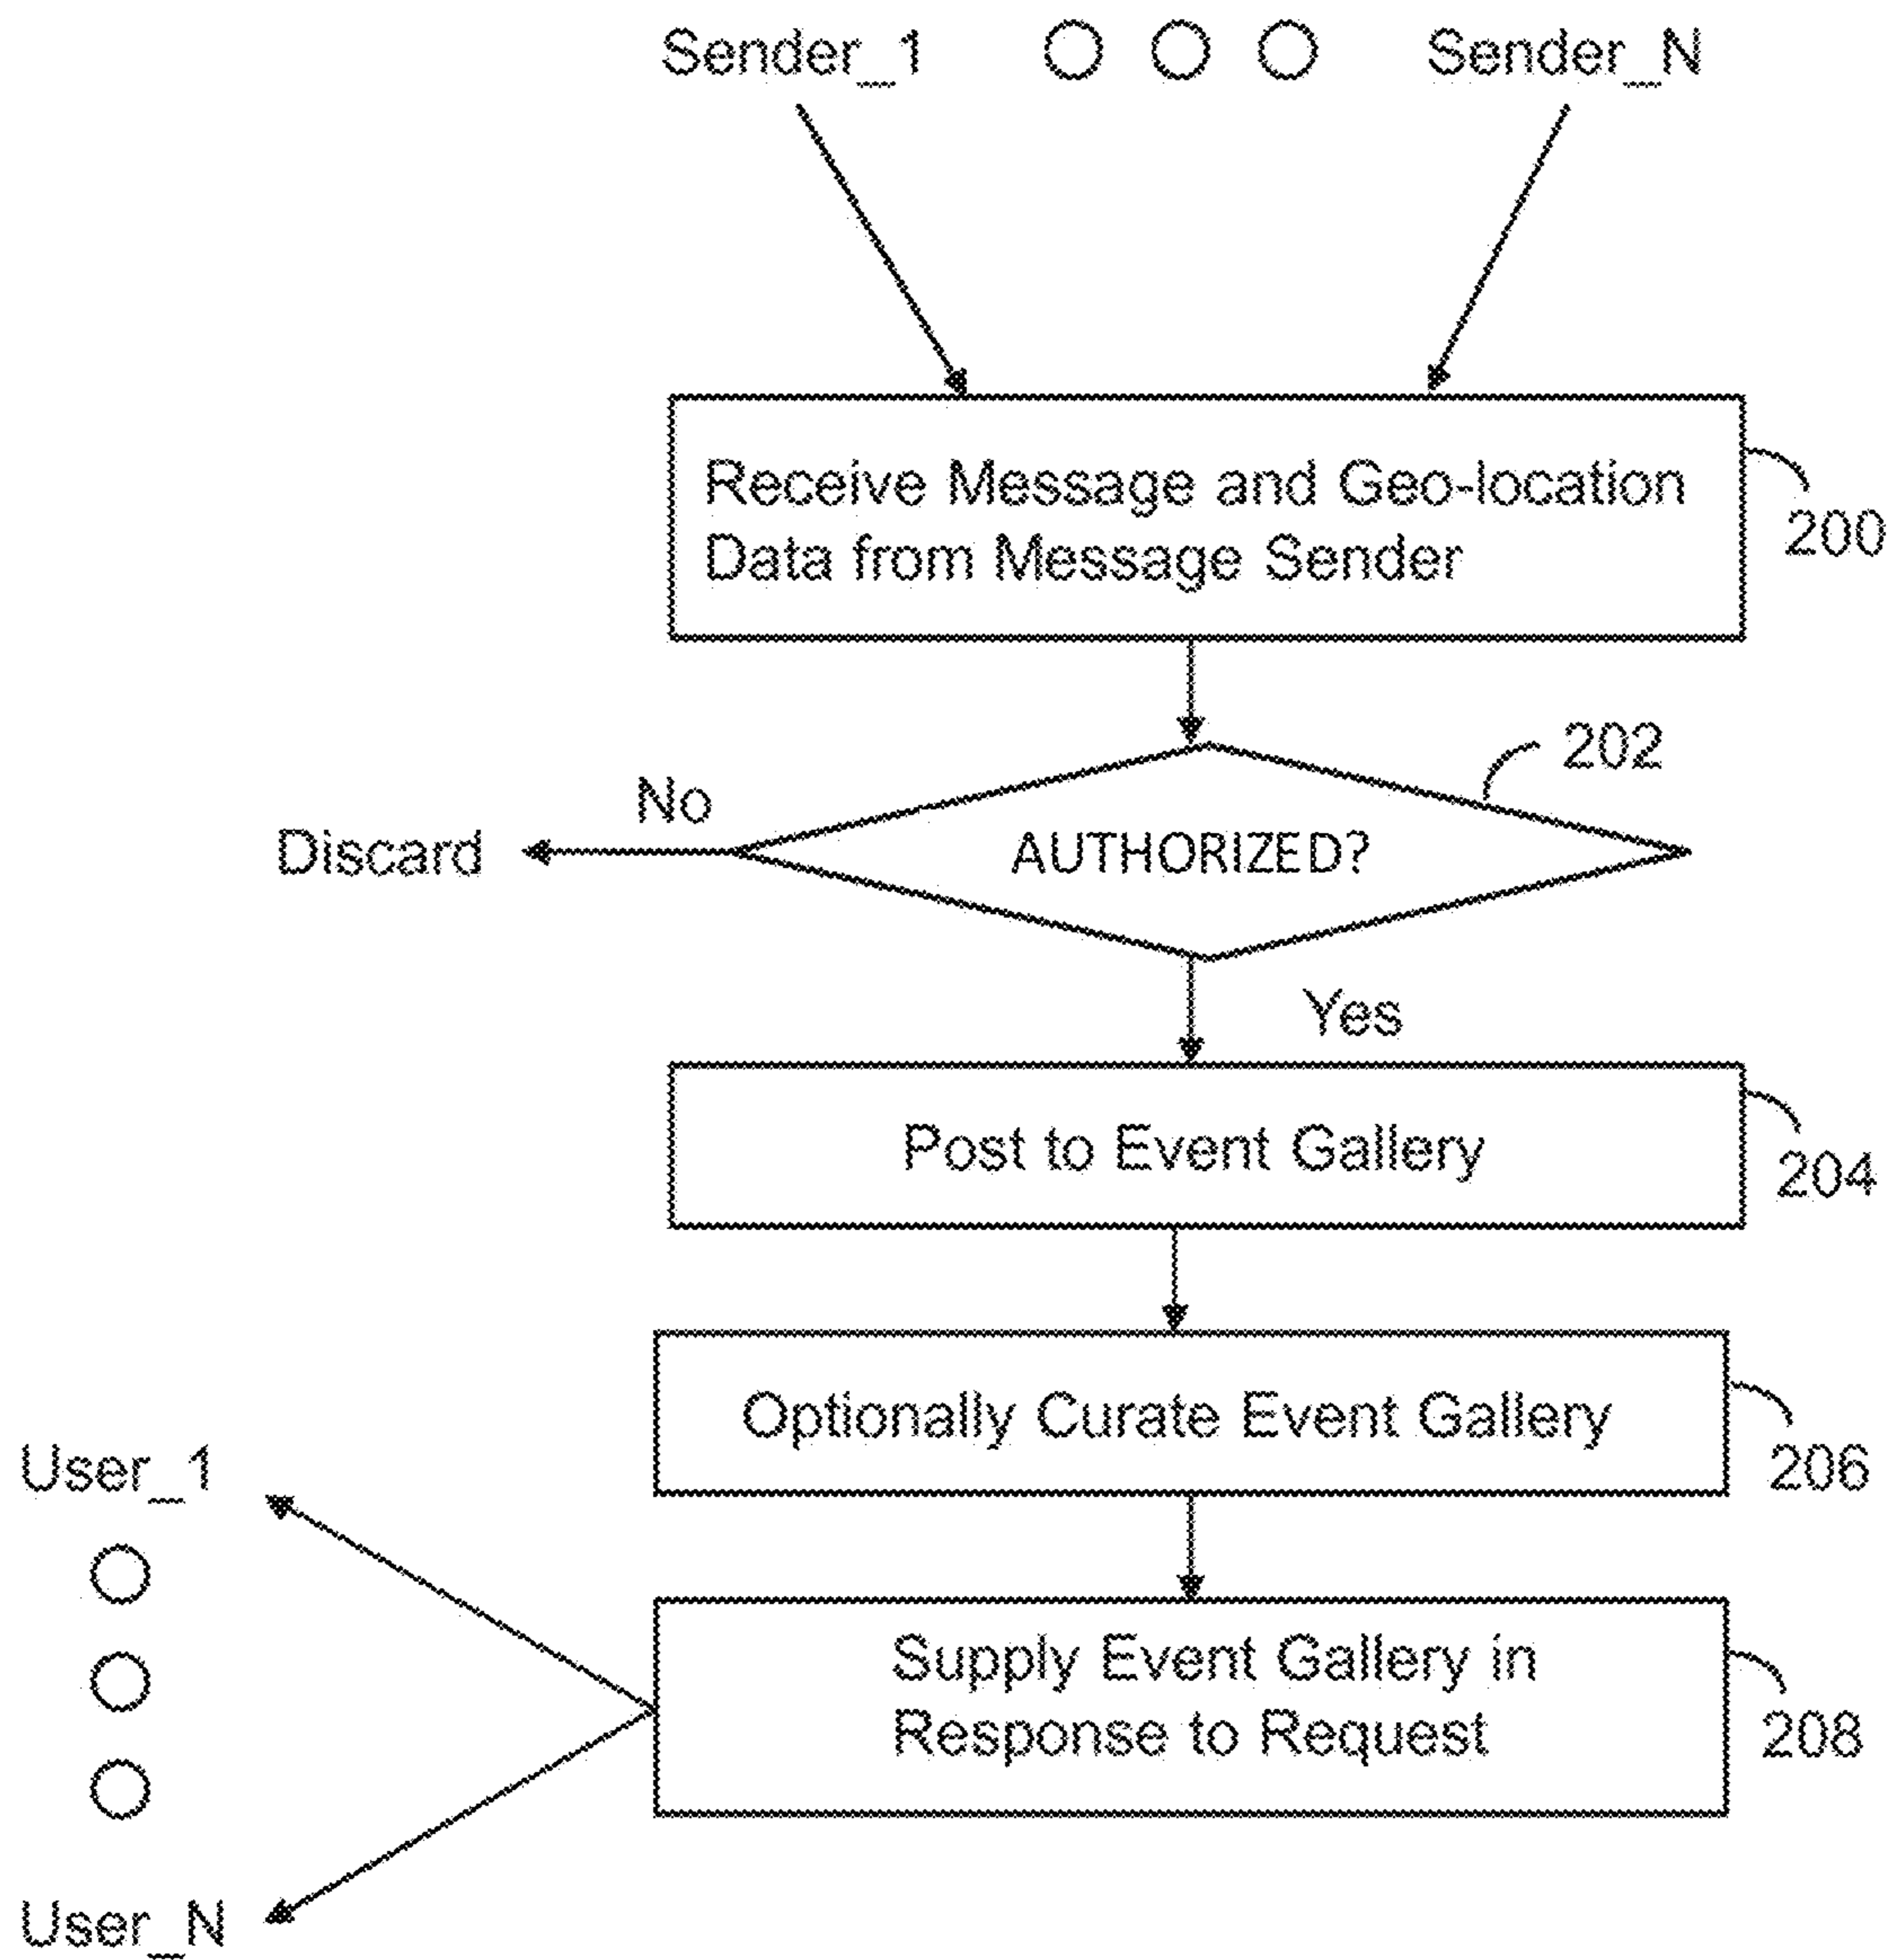 Sender_1 Sender_N
Receive Message and Geo-location
Data from Message Sender
200
202
No
Discard
AUTHORIZED?
Yes
Post to Event Gallery
204
Optionally Curate Event Gallery
206
User_1
Supply Event Gallery in
Response to Request
208
User_N